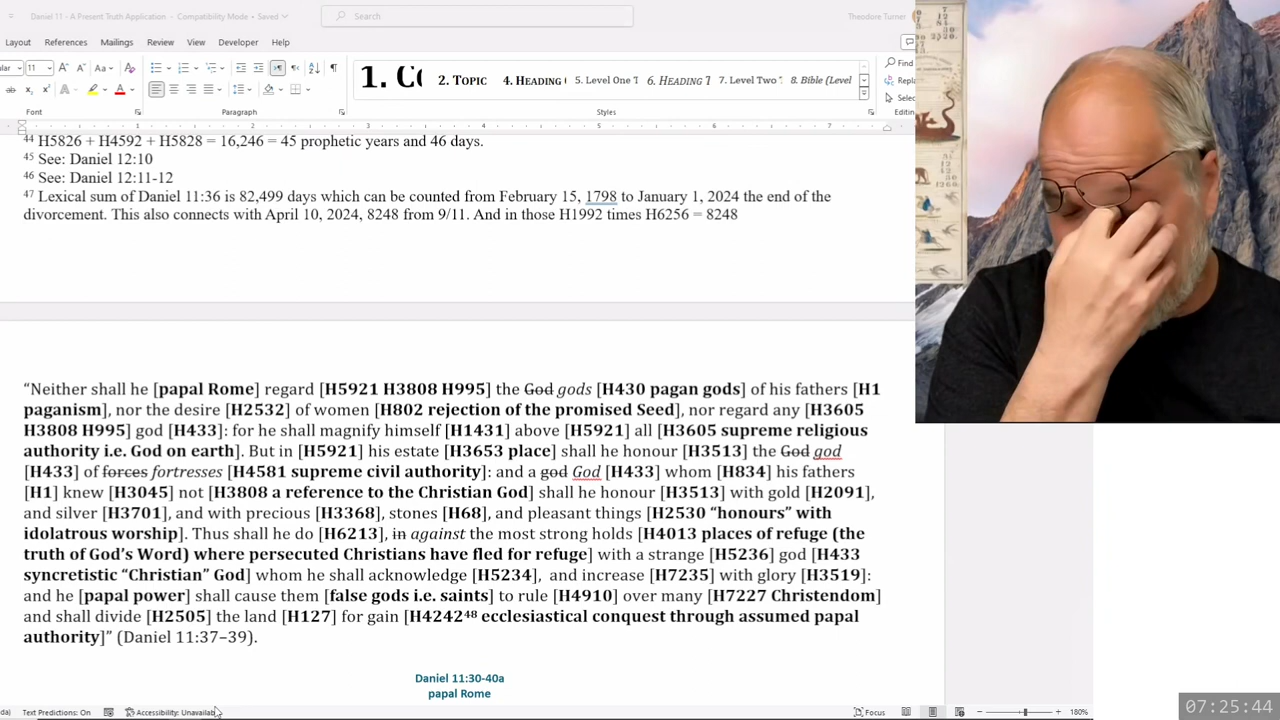 Daniel 11 - A Present Truth Application - Compatibility Mode • Saved
Search
Theodore Turner
Layout References Mailings Review View Developer Help
11
Aa
Find
1. Co
2. TOPIC
4. HEADING
5. Level One
6. HEADING
7. Level Two
8. Bible (Level
Font
Paragraph
Styles
44 H5826 + H4592 + H5828 = 16,246 = 45 prophetic years and 46 days.
45 See: Daniel 12:10
46 See: Daniel 12:11-12
47 Lexical sum of Daniel 11:36 is 82,499 days which can be counted from February 15, 1798 to January 1, 2024 the end of the
divorcement. This also connects with April 10, 2024, 8248 from 9/11. And in those H1992 times H6256 = 8248
“Neither shall he [papal Rome] regard [H5921 H3808 H995] the God gods [H430 pagan gods] of his fathers [H1
paganism], nor the desire [H2532] of women [H802 rejection of the promised Seed], nor regard any [H3605
H3808 H995] god [H433]: for he shall magnify himself [H1431] above [H5921] all [H3605 supreme religious
authority i.e. God on earth]. But in [H5921] his estate [H3653 place] shall he honour [H3513] the God god
[H433] of forces fortresses [H4581 supreme civil authority]: and a god God [H433] whom [H834] his fathers
[H1] knew [H3045] not [H3808 a reference to the Christian God] shall he honour [H3513] with gold [H2091],
and silver [H3701], and with precious [H3368], stones [H68], and pleasant things [H2530 “honours” with
idolatrous worship]. Thus shall he do [H6213], in against the most strong holds [H4013 places of refuge (the
truth of God’s Word) where persecuted Christians have fled for refuge] with a strange [H5236] god [H433
syncretistic “Christian” God] whom he shall acknowledge [H5234], and increase [H7235] with glory [H3519]:
and he [papal power] shall cause them [false gods i.e. saints] to rule [H4910] over many [H7227 Christendom]
and shall divide [H2505] the land [H127] for gain [H424248 ecclesiastical conquest through assumed papal
authority]” (Daniel 11:37–39).
Daniel 11:30-40a
papal Rome
Text Predictions: On
Accessibility: Unavailable
Focus
180%
07:25:44